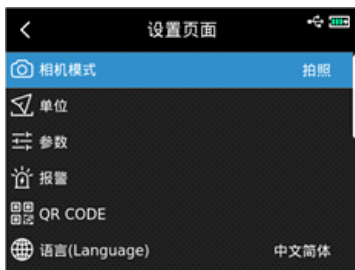 设置页面
相机模式 拍照
单位
参数
报警
QR CODE
语言(Language) 中文简体